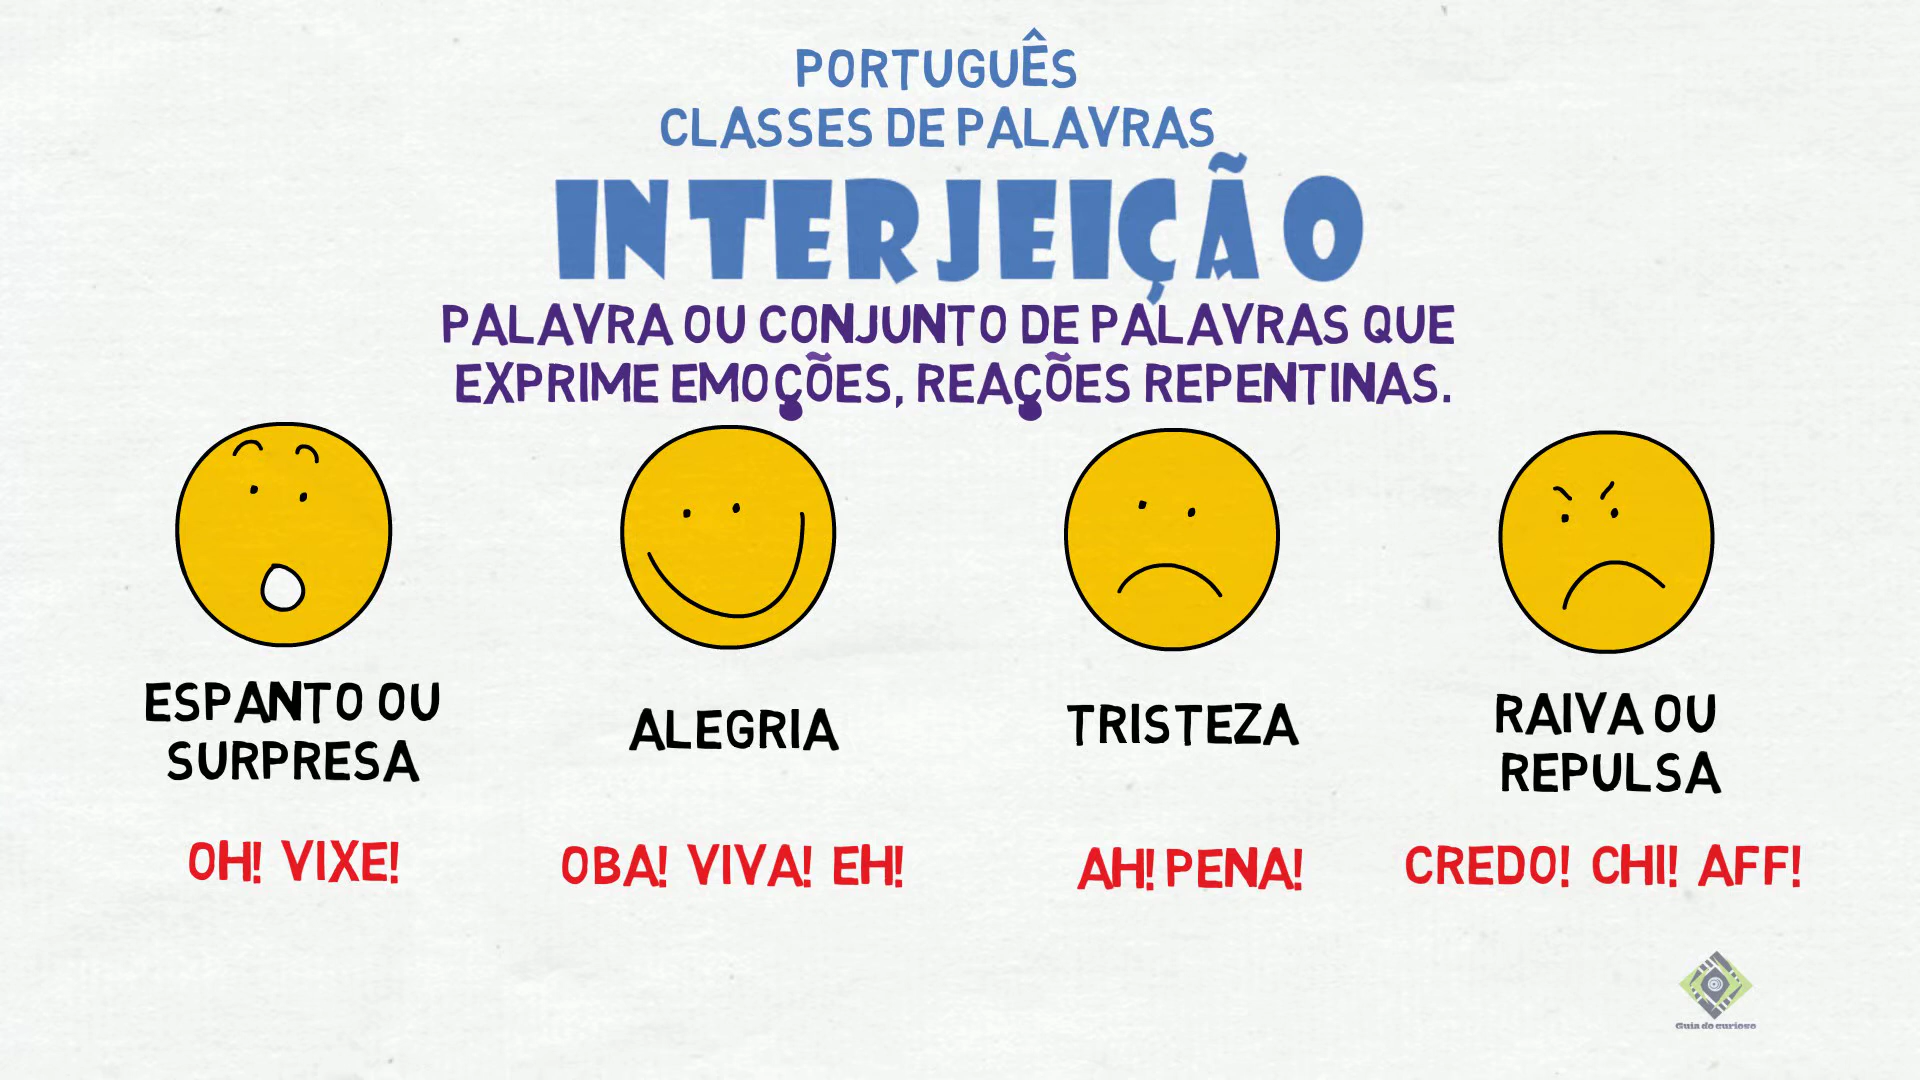 PORTUGUÊS
CLASSES DE PALAVRAS
INTERJEIÇÃO
PALAVRA OU CONJUNTO DE PALAVRAS QUE
EXPRIME EMOÇÕES, REAÇÕES REPENTINAS.
ESPANTO OU
SURPRESA
ALEGRIA
TRISTEZA
RAIVA OU
REPULSA
OH! VIXE!
OBA! VIVA! EH!
AH! PENA!
CREDO! CHI! AFF!
Guia do curioso